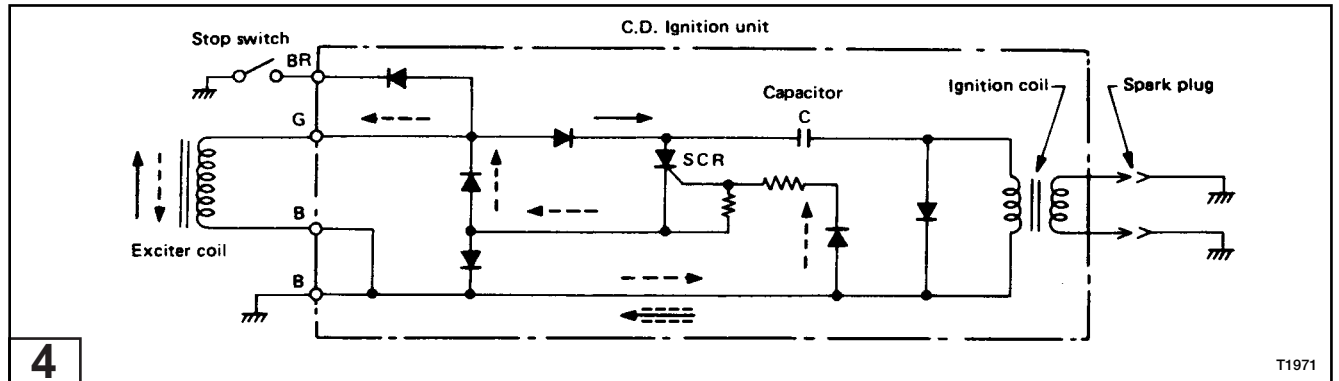 C.D. Ignition unit
Stop switch
BR
Capacitor
C
Ignition coil
Spark plug
G
SCR
B
Exciter coil
B
4
T1971